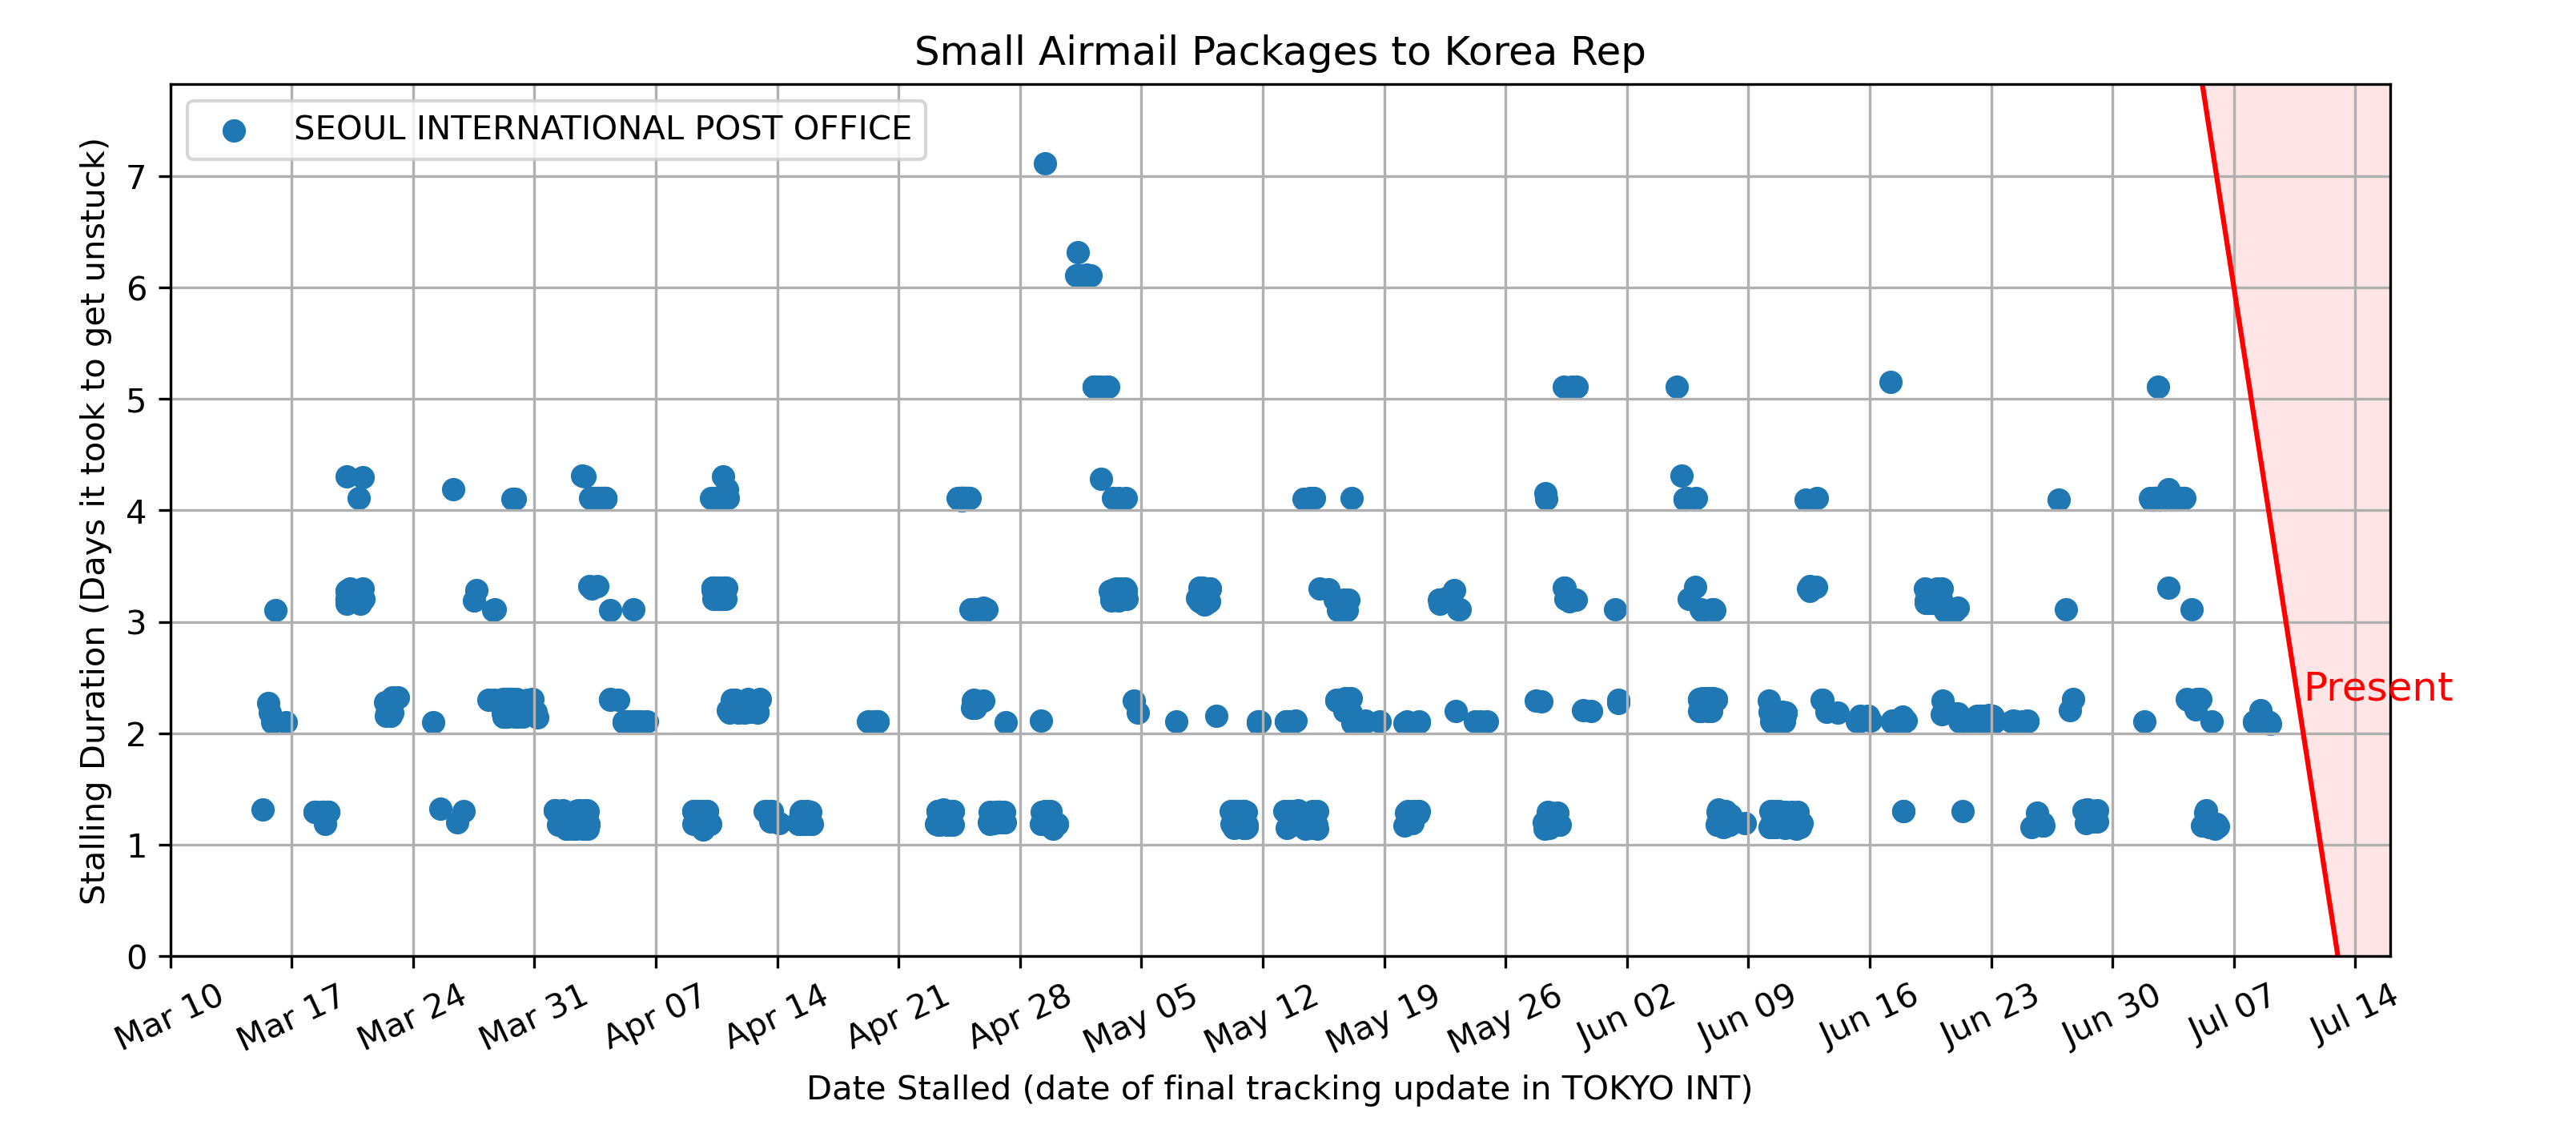 Small Airmail Packages to Korea Rep
SEOUL INTERNATIONAL POST OFFICE
Stalling Duration (Days it took to get unstuck)
7
6
5
4
3
2
1
0
Present
Mar 10
Mar 17
Mar 24
Mar 31
Apr 07
Apr 14
Apr 21
Apr 28
May 05
May 12
May 19
May 26
Jun 02
Jun 09
Jun 16
Jun 23
Jun 30
Jul 07
Jul 14
Date Stalled (date of final tracking update in TOKYO INT)